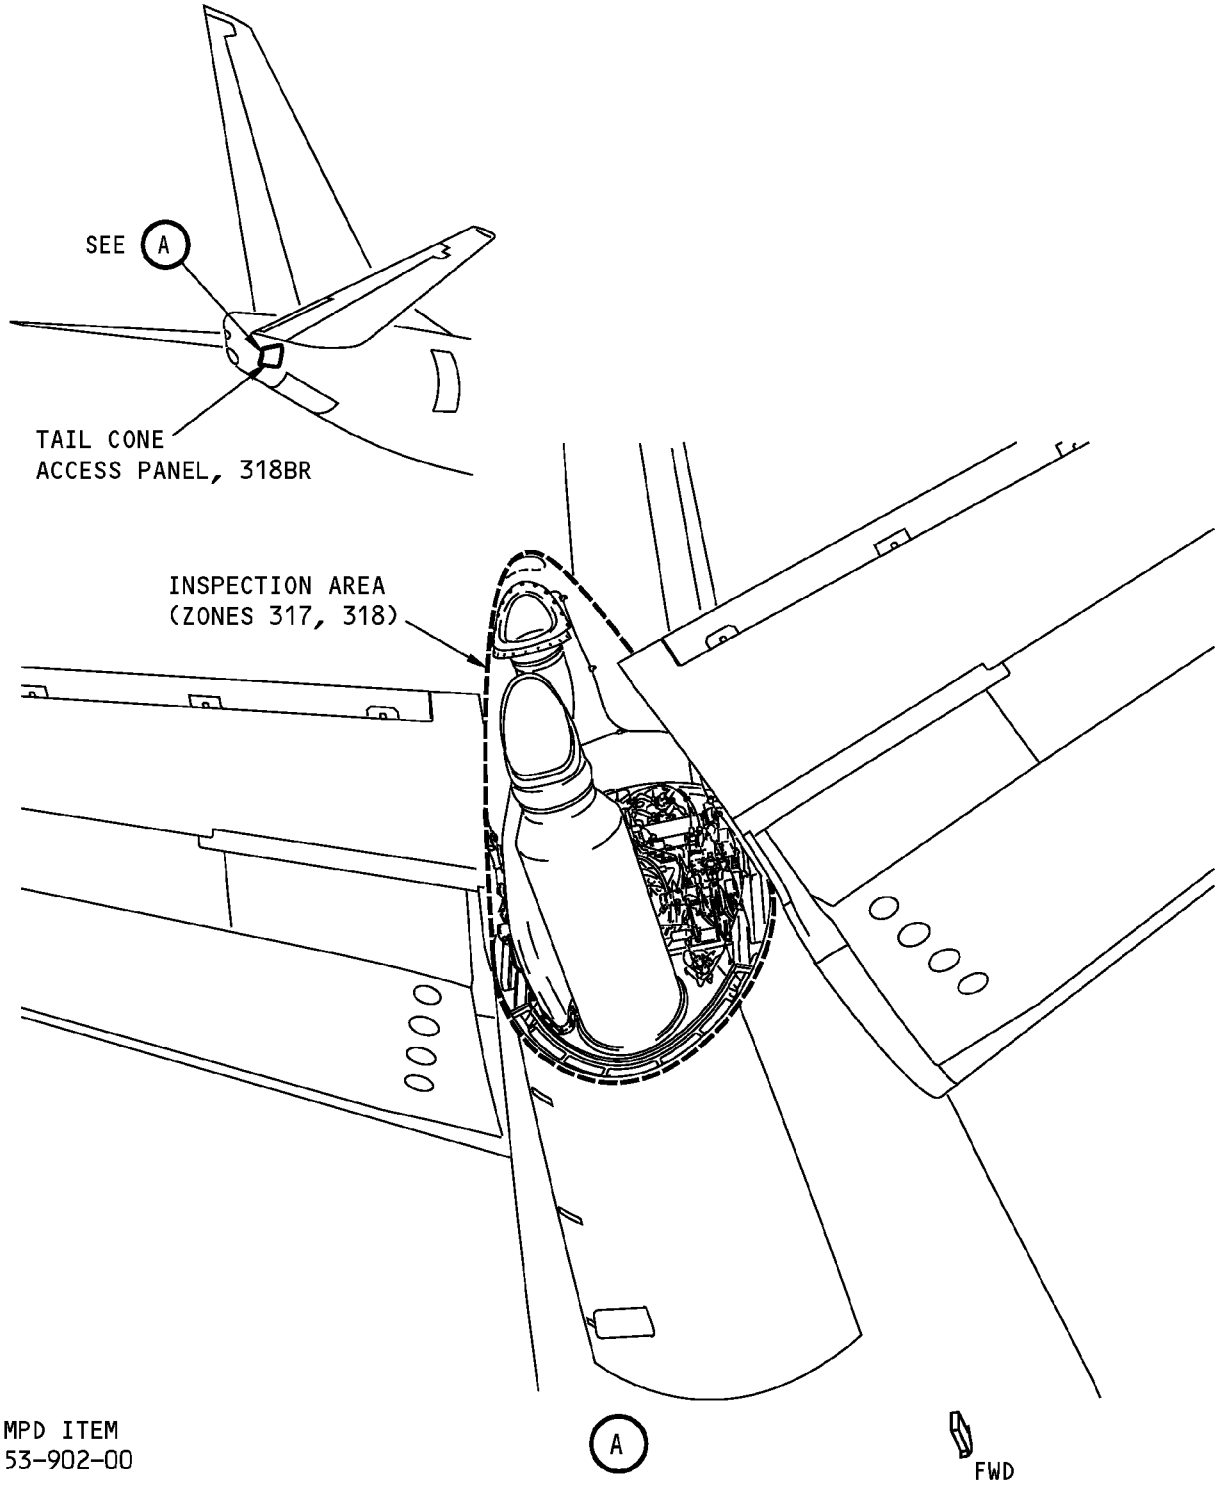 SEE A
TAIL CONE
ACCESS PANEL, 318BR
INSPECTION AREA
(ZONES 317, 318)
MPD ITEM
53-902-00
A
FWD